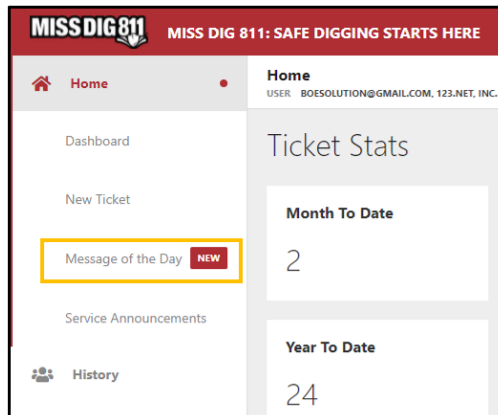 MISS DIG 811 MISS DIG 811: SAFE DIGGING STARTS HERE
Home
Dashboard
New Ticket
Message of the Day NEW
Service Announcements
History
Home
USER BOESOLUTION@GMAIL.COM, 123.NET, INC.
Ticket Stats
Month To Date
2
Year To Date
24